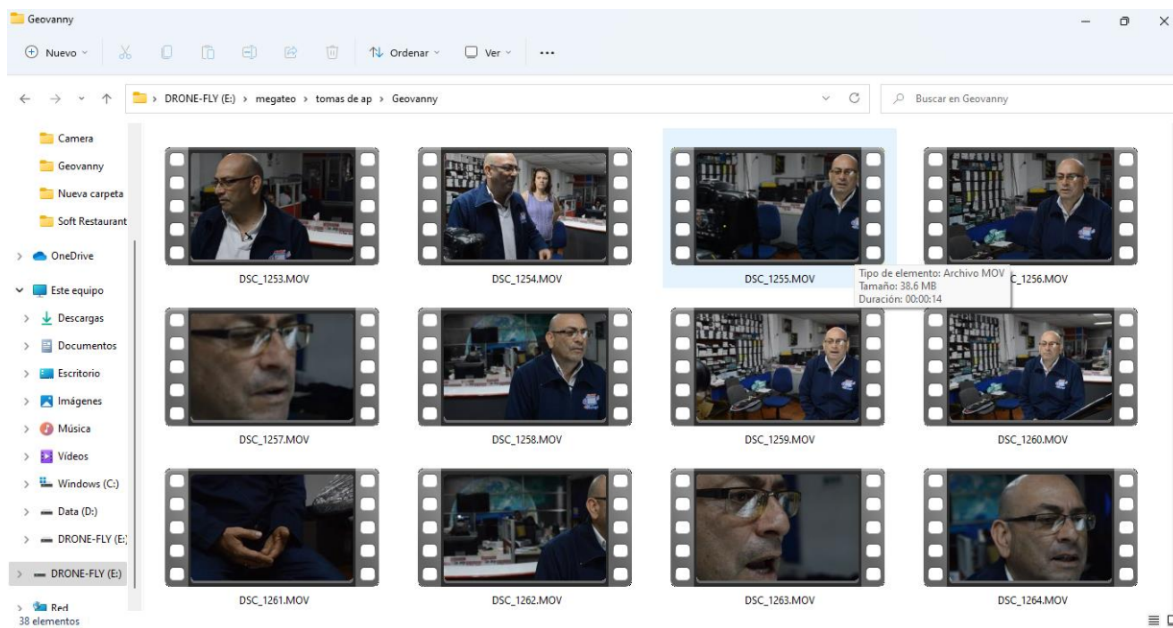 Geovanny
Nuevo
Ordenar
Ver
DRONE-FLY (E:) > megateo > tomas de ap > Geovanny
Buscar en Geovanny
Camera
Geovanny
Nueva carpeta
Soft Restaurant
OneDrive
Este equipo
Descargas
Documentos
Escritorio
Imágenes
Música
Vídeos
Windows (C:)
Data (D:)
DRONE-FLY (E:
DRONE-FLY (E:)
Red
DSC_1253.MOV
DSC_1254.MOV
DSC_1255.MOV
_1256.MOV
Tipo de elemento: Archivo MOV
Tamaño: 38.6 MB
Duración: 00:00:14
DSC_1257.MOV
DSC_1258.MOV
DSC_1259.MOV
DSC_1260.MOV
DSC_1261.MOV
DSC_1262.MOV
DSC_1263.MOV
DSC_1264.MOV
38 elementos